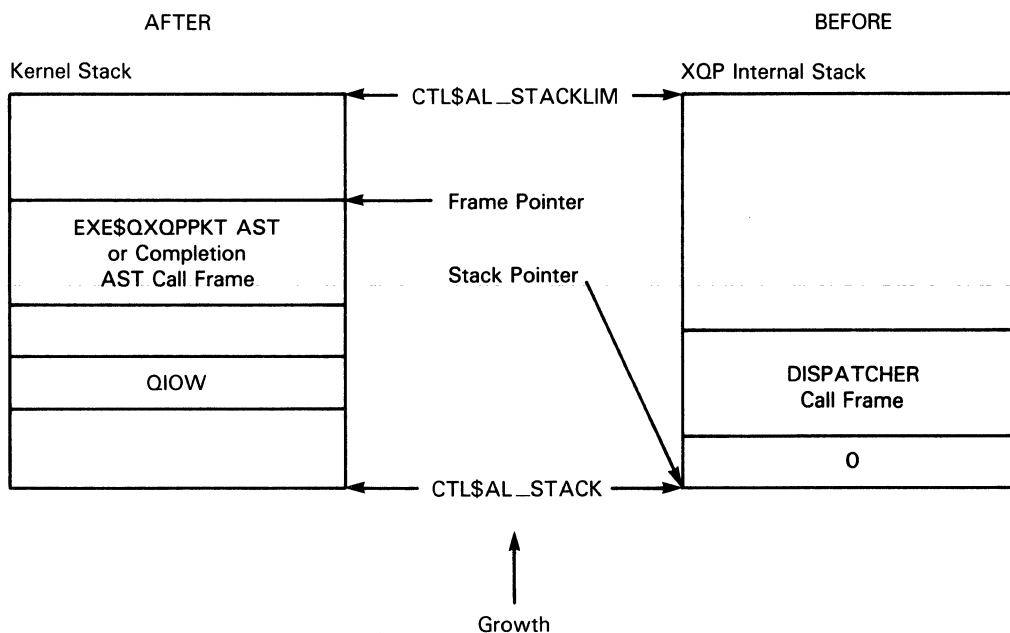 AFTER
BEFORE
Kernel Stack
XQP Internal Stack
CTL$AL_STACKLIM
Frame Pointer
EXE$QXQPPKT AST
or Completion
AST Call Frame
Stack Pointer
QIOW
DISPATCHER
Call Frame
0
CTL$AL_STACK
Growth